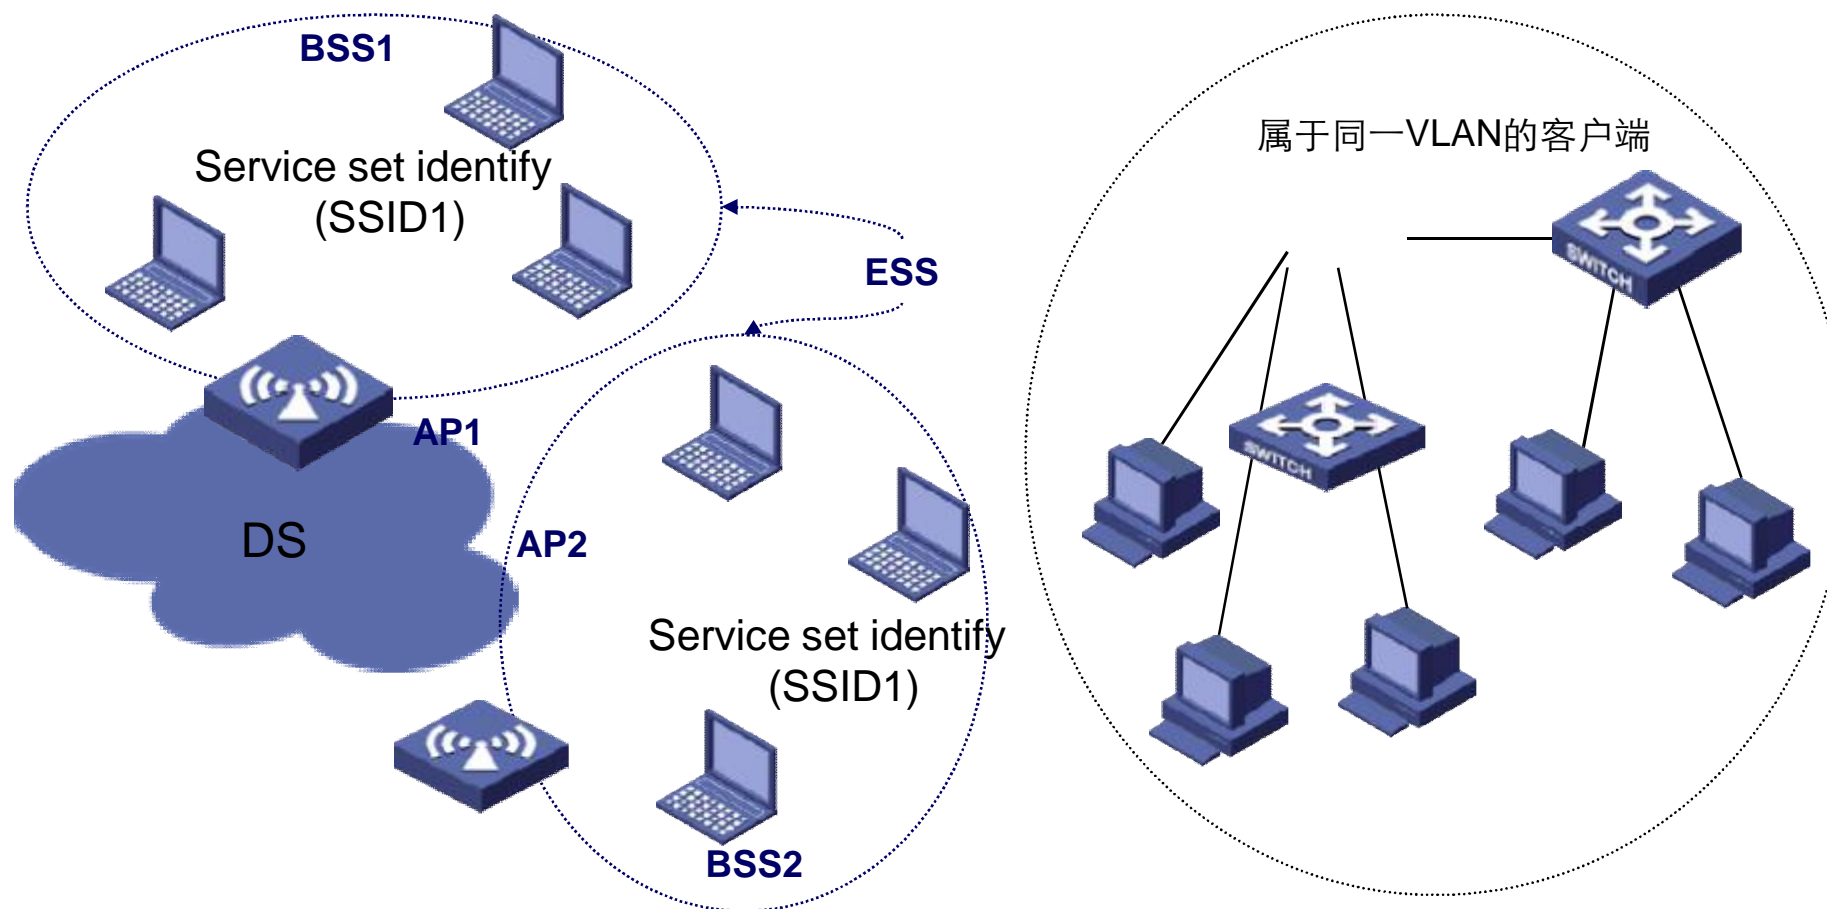 BSS1
Service set identify
(SSID1)
ESS
AP1
DS
AP2
Service set identify
(SSID1)
BSS2
属于同一VLAN的客户端
SWITCH
SWITCH